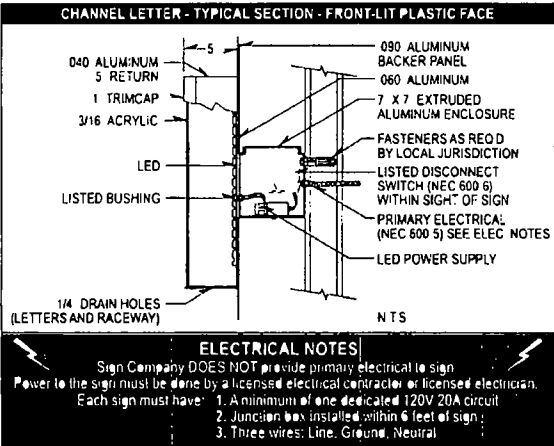 CHANNEL LETTER - TYPICAL SECTION - FRONT-LIT PLASTIC FACE
5
040 ALUMINUM
5 RETURN
1 TRIMCAP
3/16 ACRYLIC
LED
LISTED BUSHING
1/4 DRAIN HOLES
(LETTERS AND RACEWAY)
.090 ALUMINUM
BACKER PANEL
.060 ALUMINUM
7 X 7 EXTRUDED
ALUMINUM ENCLOSURE
FASTENERS AS REQ D
BY LOCAL JURISDICTION
LISTED DISCONNECT
SWITCH (NEC 600 6)
WITHIN SIGHT OF SIGN
PRIMARY ELECTRICAL
(NEC 600 5) SEE ELEC NOTES
LED POWER SUPPLY
N T S
ELECTRICAL NOTES
Sign Company DOES NOT provide primary electrical to sign
Power to the sign must be done by a licensed electrical contractor or licensed electrician.
Each sign must have: 1. A minimum of one dedicated 120V 20A circuit
2. Junction box installed within 6 feet of sign
3. Three wires: Line, Ground, Neutral